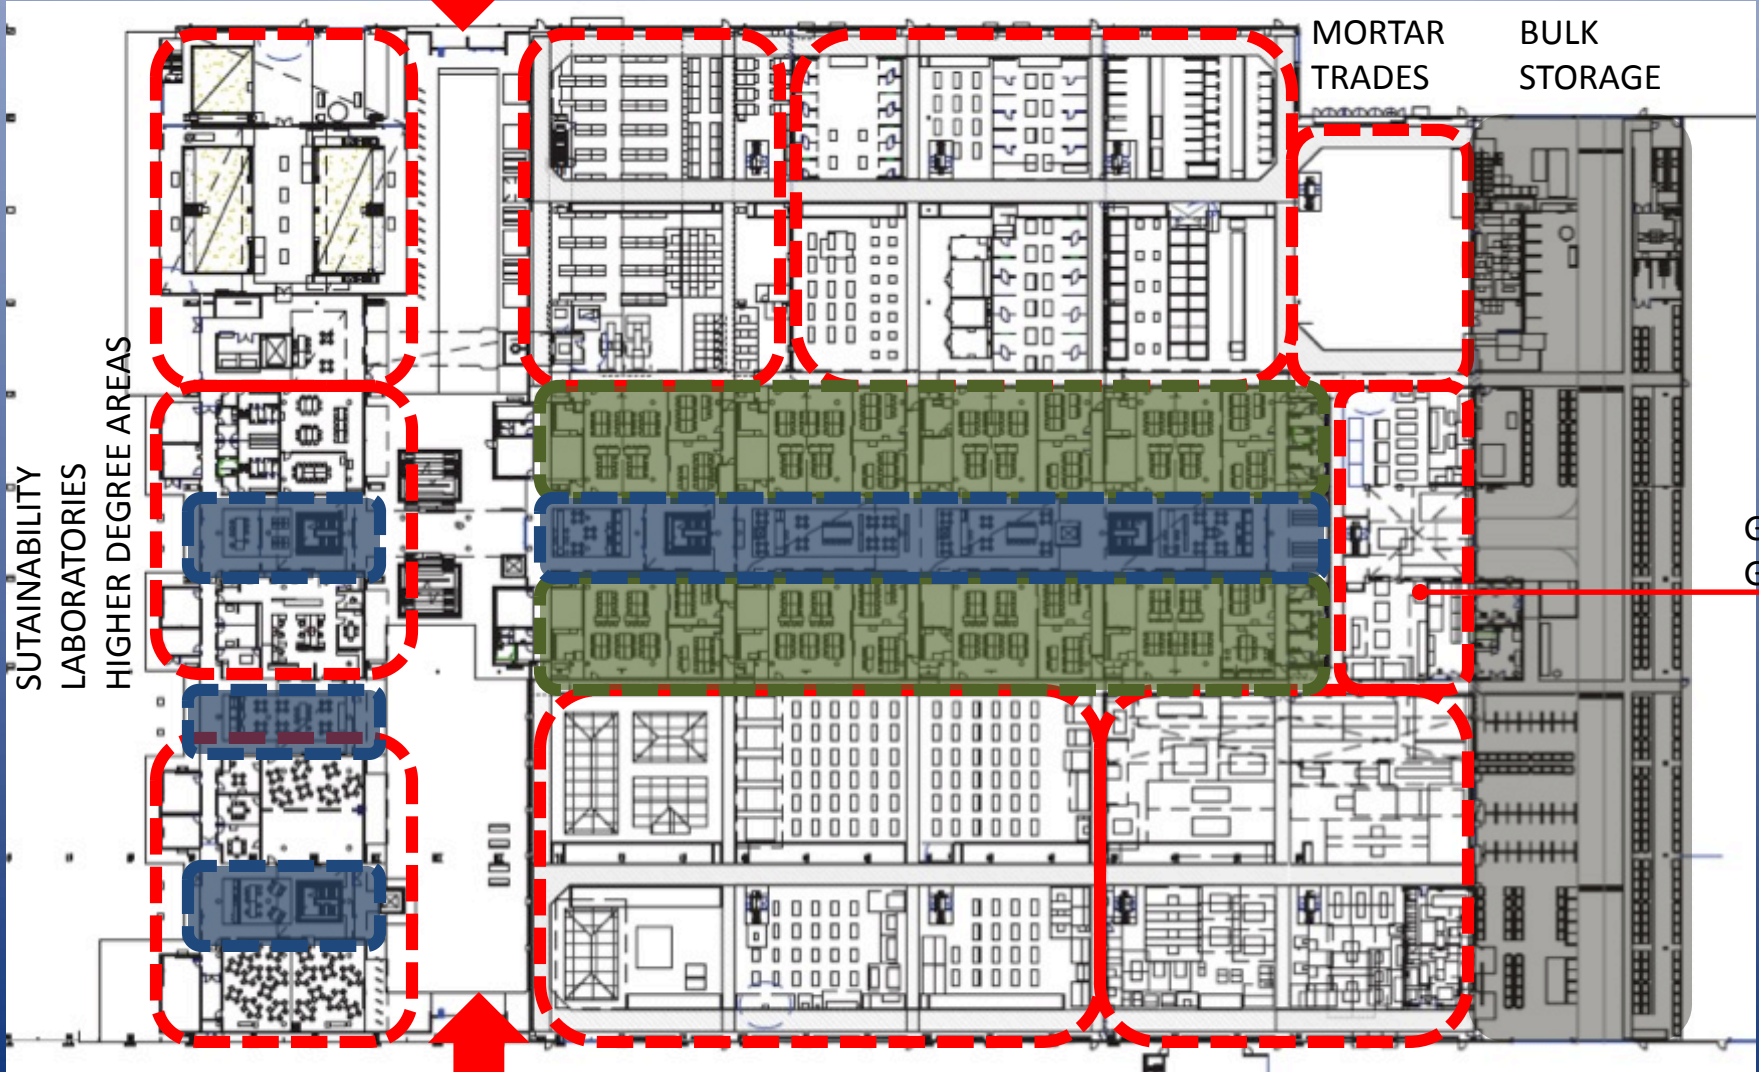 MORTAR
TRADES
BULK
STORAGE
SUTAINABILITY
LABORATORIES
HIGHER DEGREE AREAS
G
G